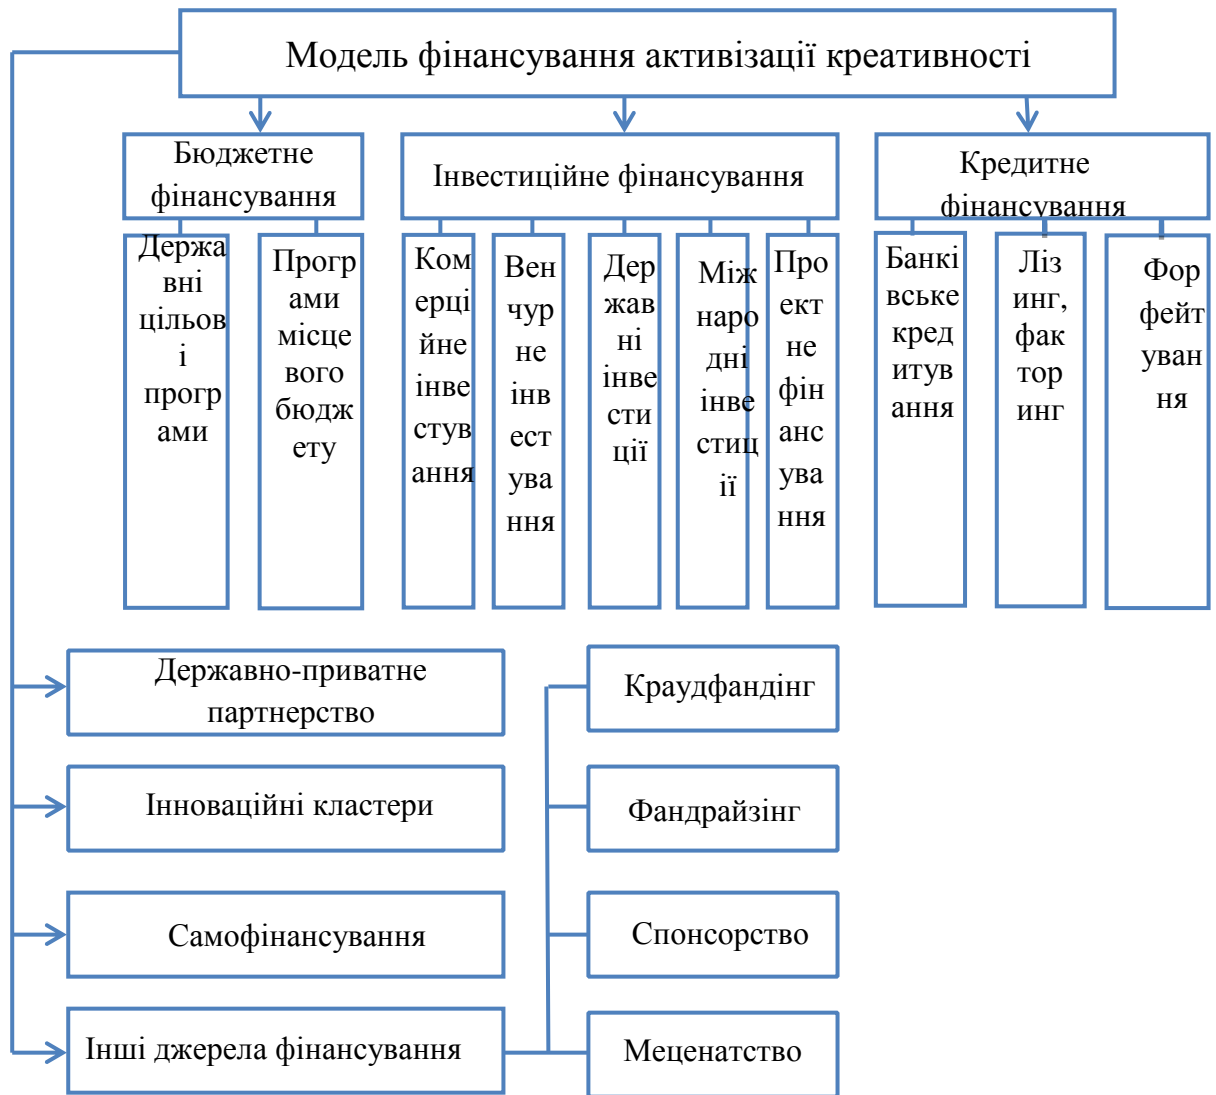 Модель фінансування активізації креативності
Бюджетне
фінансування
Інвестиційне фінансування
Кредитне
фінансування
Держа
вні
цільов
і
прогр
ами
Прогр
ами
місце
вого
бюдж
ету
Ком
ерці
йне
інве
стув
ання
Вен
чур
не
інв
ест
ува
ння
Дер
жав
ні
інве
сти
ції
Між
наро
дні
інве
стиц
ії
Про
ект
не
фін
анс
ува
ння
Банкі
вське
кред
итув
ання
Ліз
инг,
фак
тор
инг
Фор
фейт
уван
ня
Державно-приватне
партнерство
Інноваційні кластери
Самофінансування
Інші джерела фінансування
Краудфандінг
Фандрайзінг
Спонсорство
Меценатство